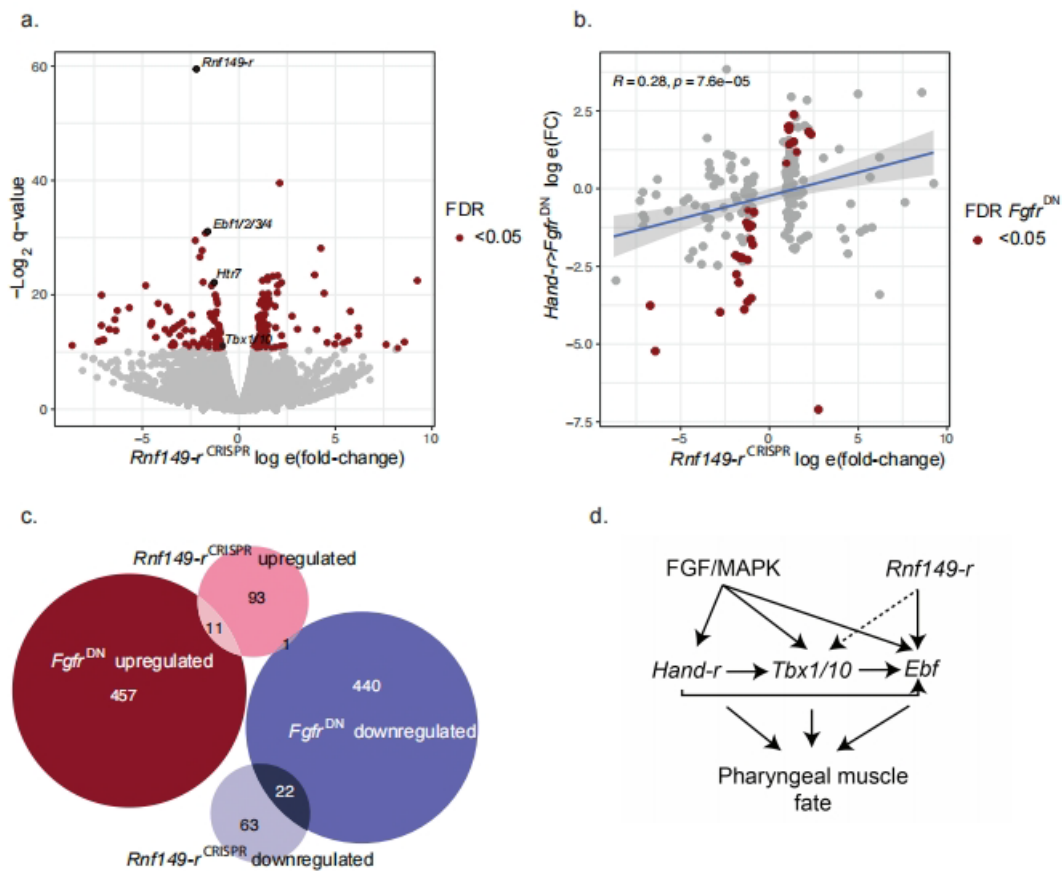 a.
60
40
20
0
−Log2 q-value
Rnf149-r
Ebf1/2/3/4
Htr7
Tbx1/10
−5
0
5
10
Rnf149-r CRISPR log e(fold-change)
FDR
<0.05
b.
R = 0.28, p = 7.6e−05
2.5
0.0
−2.5
−5.0
−7.5
Hand-r>Fgfr DN log e(FC)
−5
0
5
10
Rnf149-r CRISPR log e(fold-change)
FDR Fgfr DN
<0.05
c.
Rnf149-r CRISPR upregulated
93
11
1
Fgfr DN upregulated
457
440
Fgfr DN downregulated
22
63
Rnf149-r CRISPR downregulated
d.
FGF/MAPK Rnf149-r
Hand-r Tbx1/10 Ebf
Pharyngeal muscle
fate